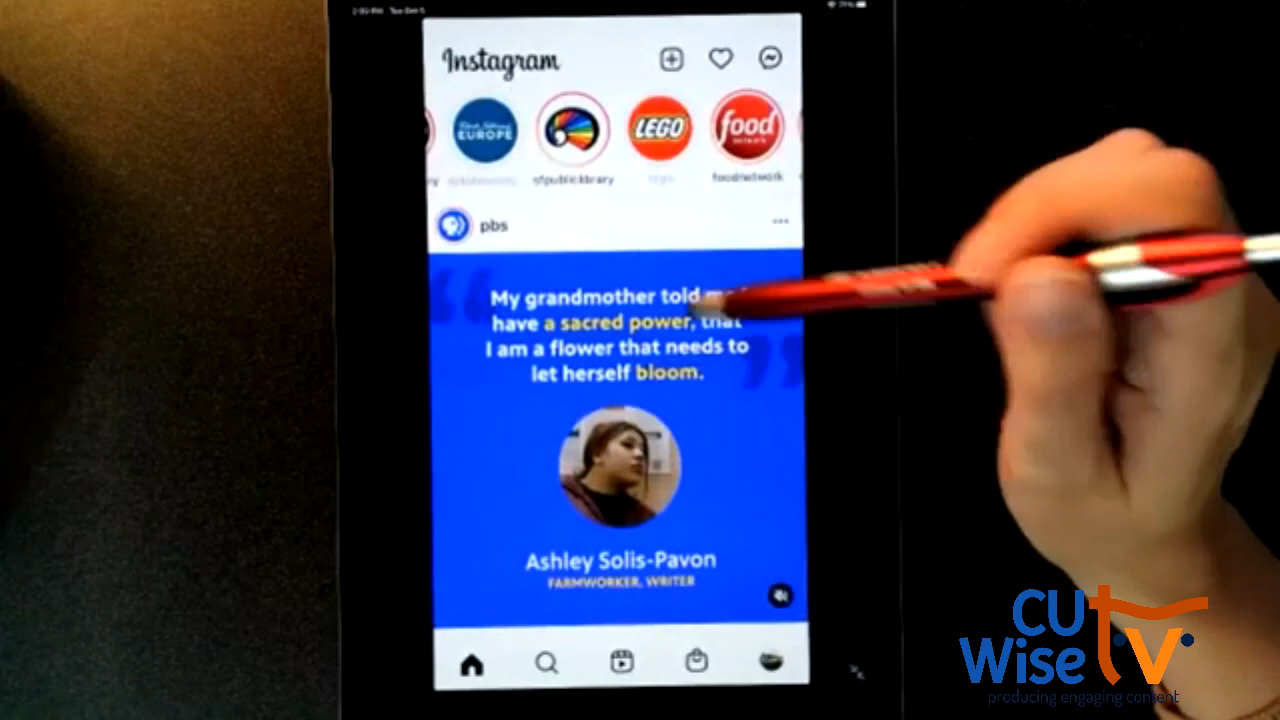 Instagram
EUROPE
LEGO
food
sfpubliclibrary
lego
foodnetwork
pbs
My grandmother told
have a sacred power, that
I am a flower that needs to
let herself bloom.
Ashley Solis-Pavon
FARMWORKER, WRITER
CU
Wise tv
producing engaging content